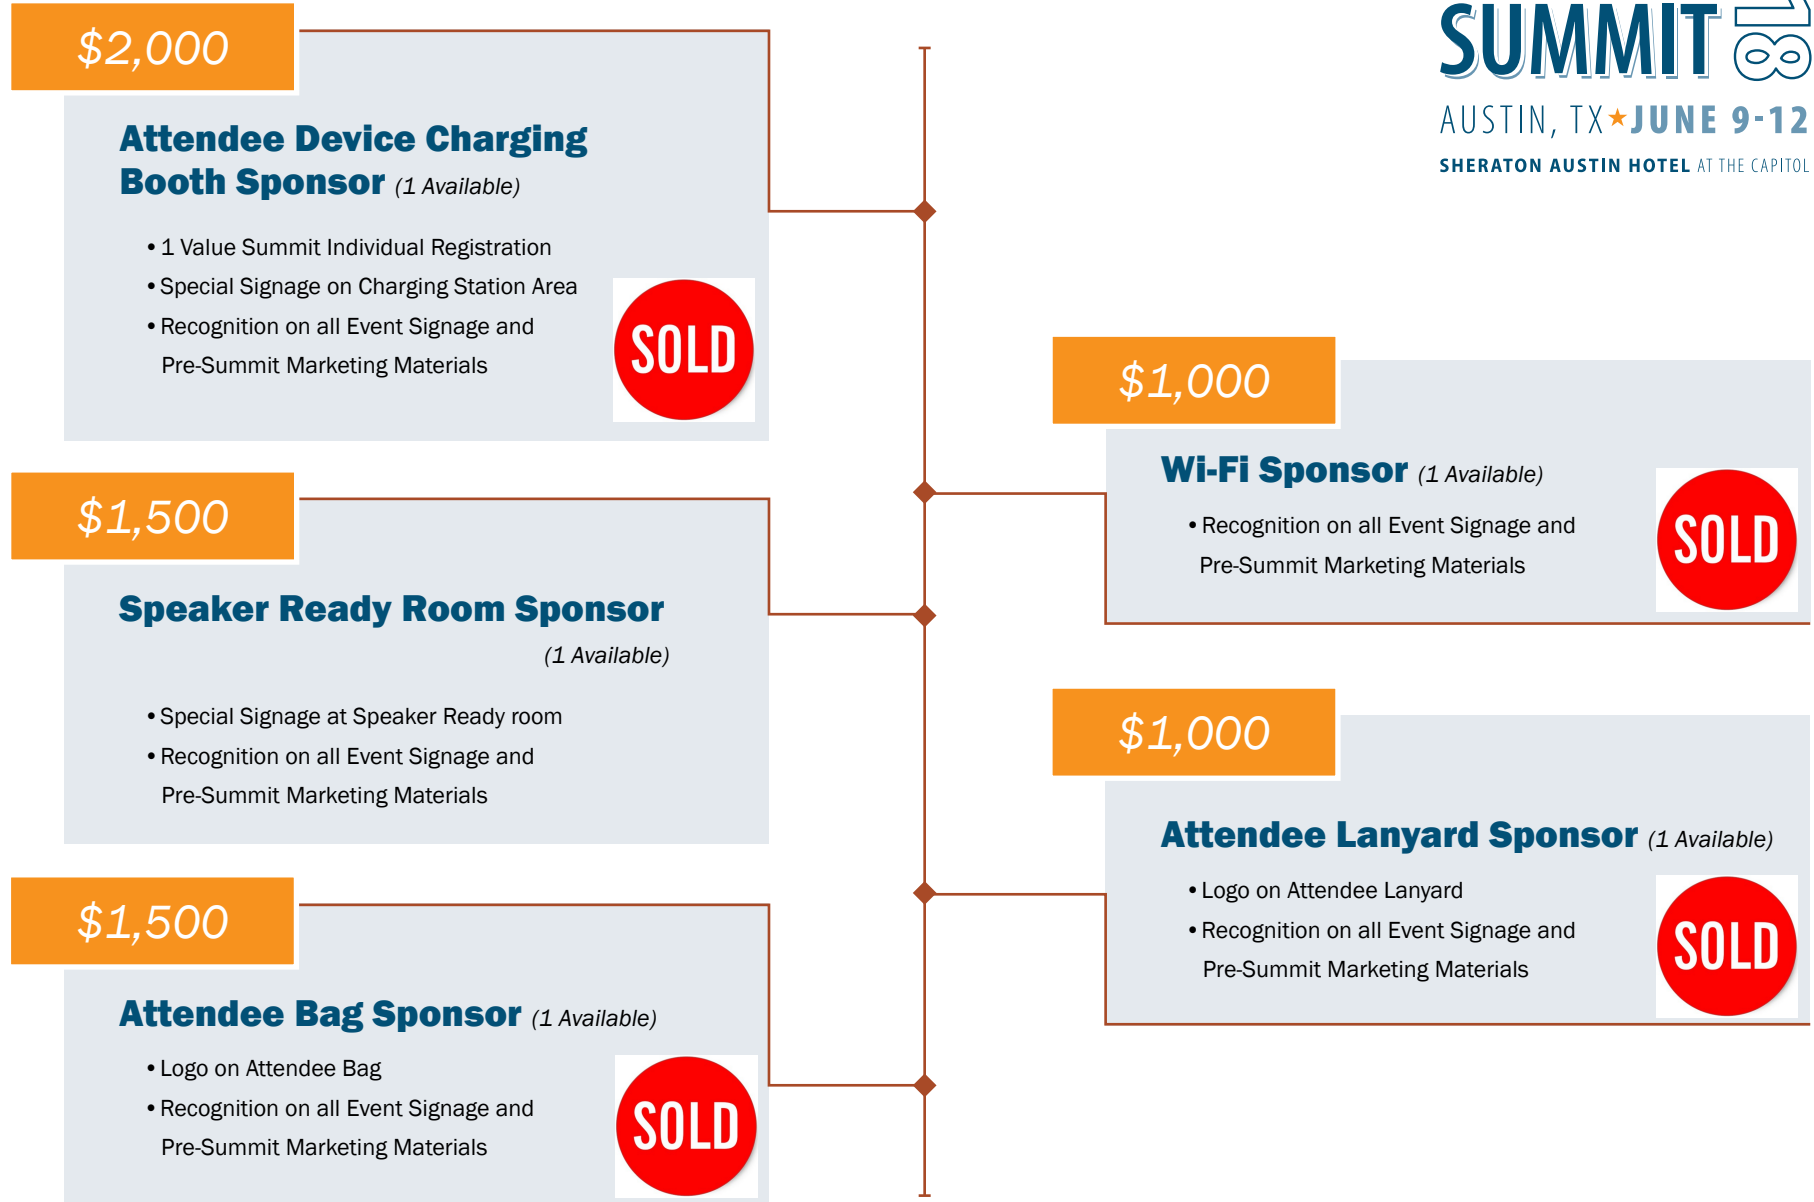 $2,000
Attendee Device Charging
Booth Sponsor (1 Available)
• 1 Value Summit Individual Registration
• Special Signage on Charging Station Area
• Recognition on all Event Signage and
Pre-Summit Marketing Materials
SOLD
$1,500
Speaker Ready Room Sponsor
(1 Available)
• Special Signage at Speaker Ready room
• Recognition on all Event Signage and
Pre-Summit Marketing Materials
$1,500
Attendee Bag Sponsor (1 Available)
• Logo on Attendee Bag
• Recognition on all Event Signage and
Pre-Summit Marketing Materials
SOLD
SUMMIT 18
AUSTIN, TX★JUNE 9-12
SHERATON AUSTIN HOTEL AT THE CAPITOL
$1,000
Wi-Fi Sponsor (1 Available)
• Recognition on all Event Signage and
Pre-Summit Marketing Materials
SOLD
$1,000
Attendee Lanyard Sponsor (1 Available)
• Logo on Attendee Lanyard
• Recognition on all Event Signage and
Pre-Summit Marketing Materials
SOLD